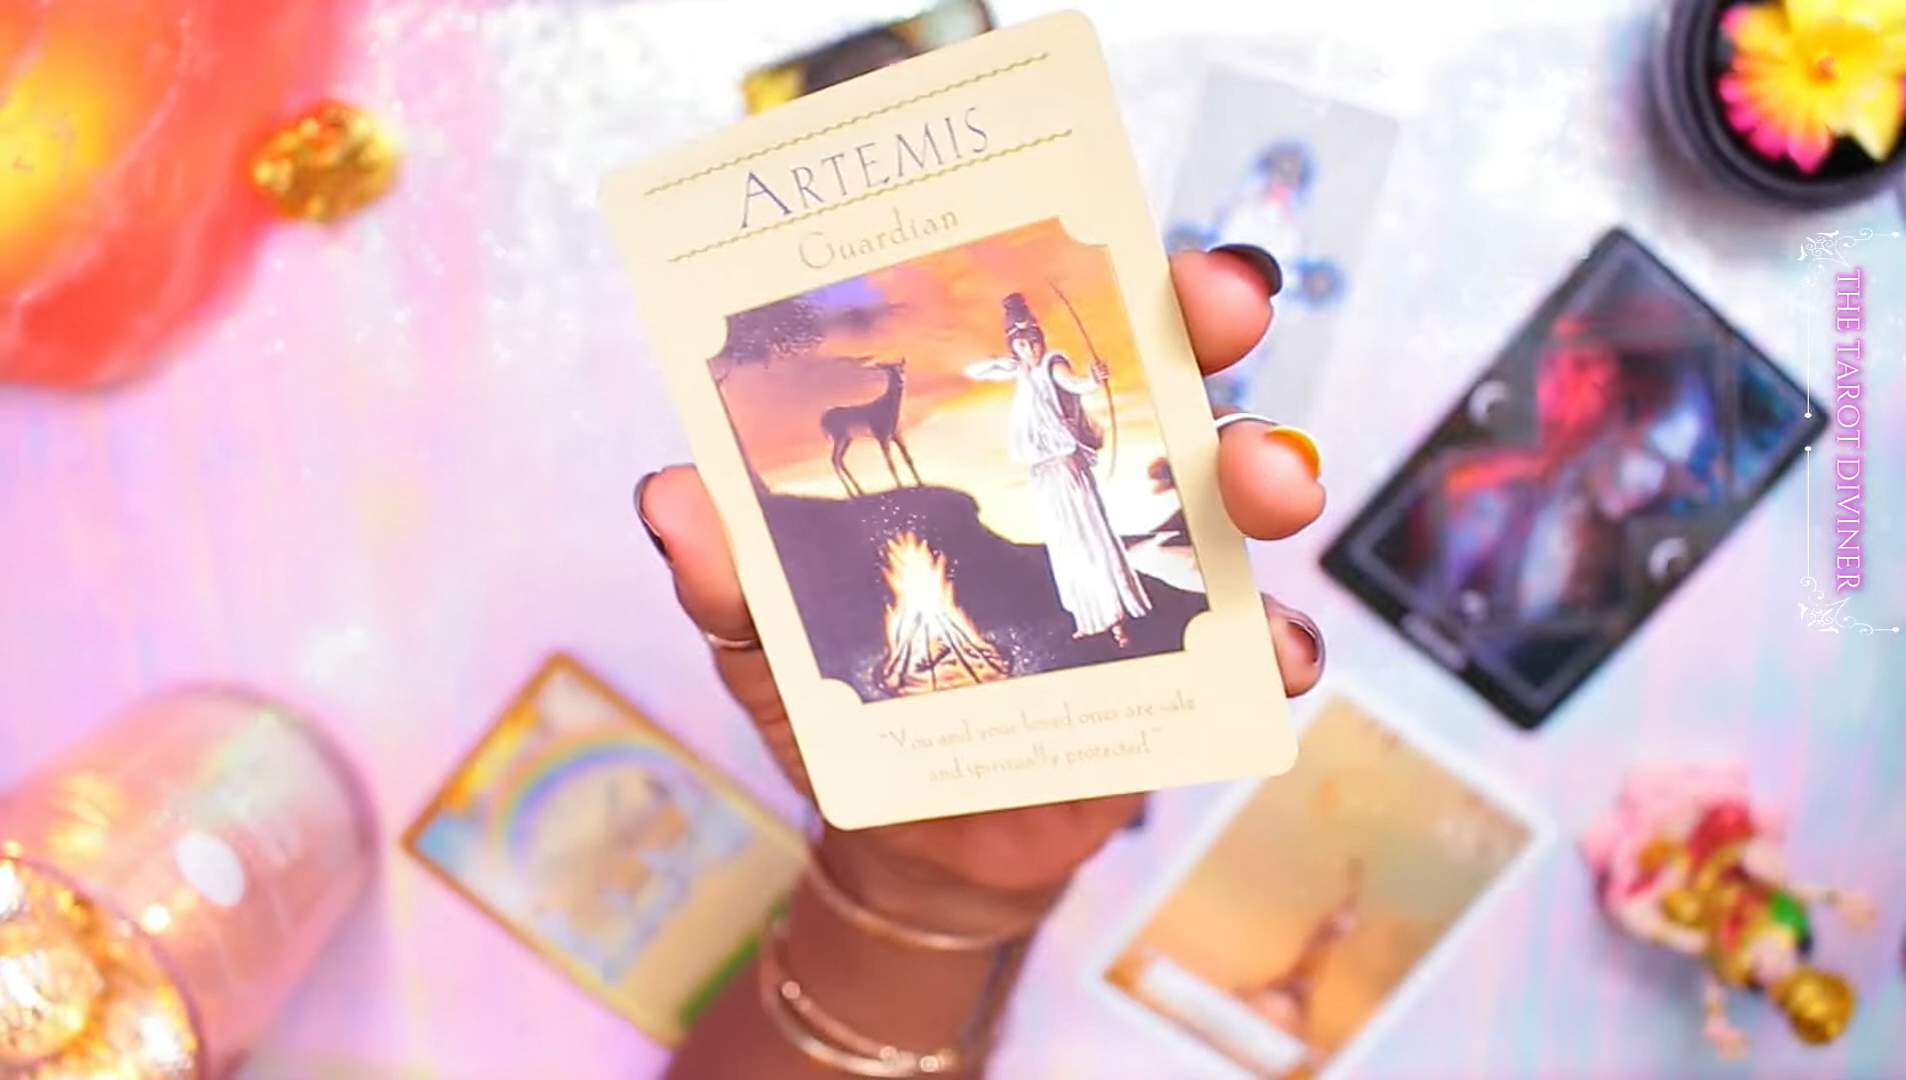 ARTEMIS
Guardian
"You and your loved ones are safe
and spiritually protected."
THE TAROT DIVINER